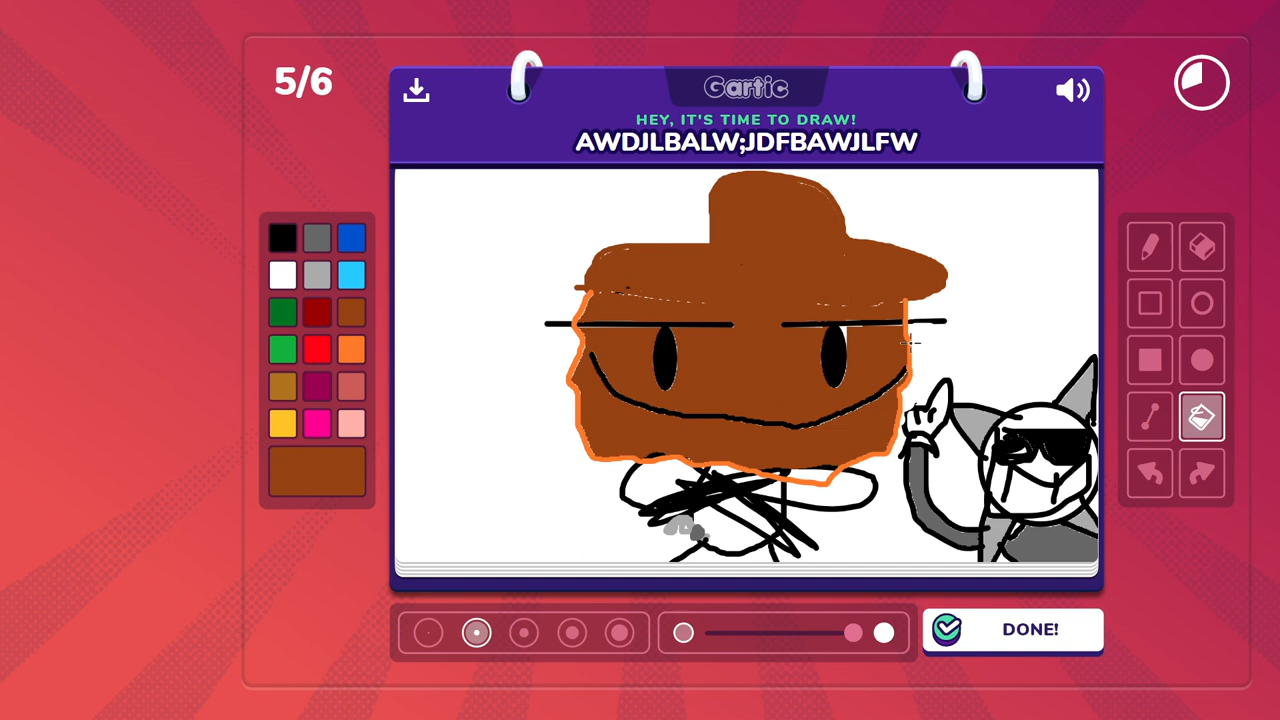 5/6
Gartic
HEY, IT'S TIME TO DRAW!
AWDJLBALW;JDFBAWJLFW
DONE!